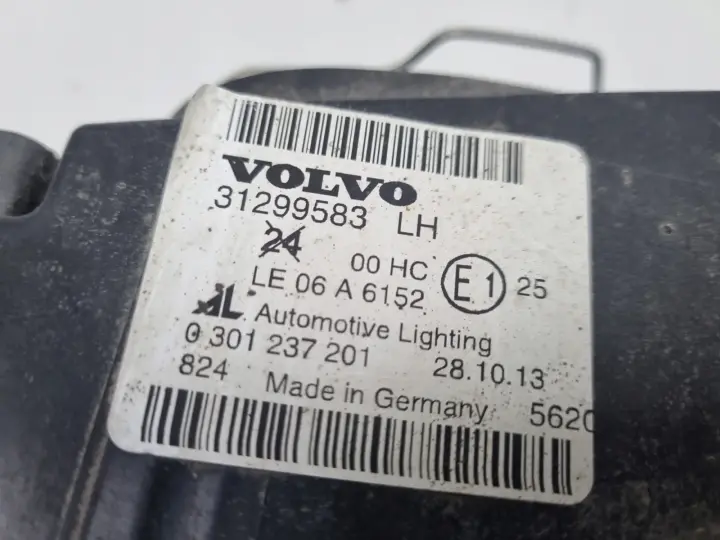 VOLVO
31299583 LH
24
00 HC E1 25
LE 06 A 6152
AL Automotive Lighting
0 301 237 201 28.10.13
824 Made in Germany 5620